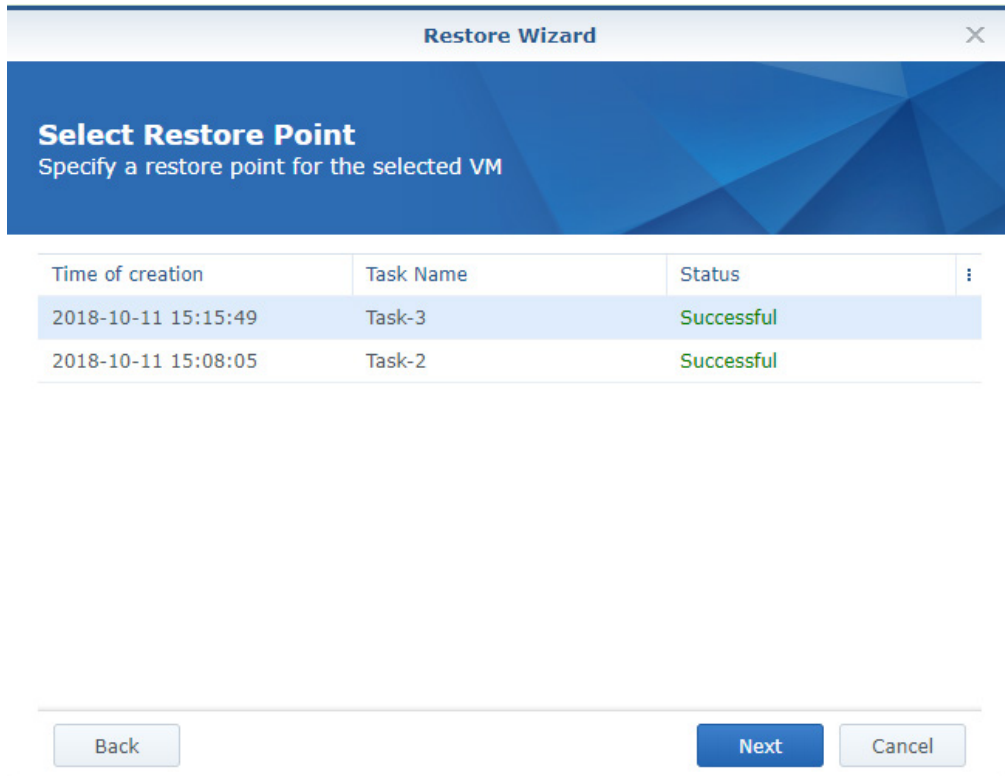 Restore Wizard
Select Restore Point
Specify a restore point for the selected VM
Time of creation Task Name Status
2018-10-11 15:15:49 Task-3 Successful
2018-10-11 15:08:05 Task-2 Successful
Back Next Cancel